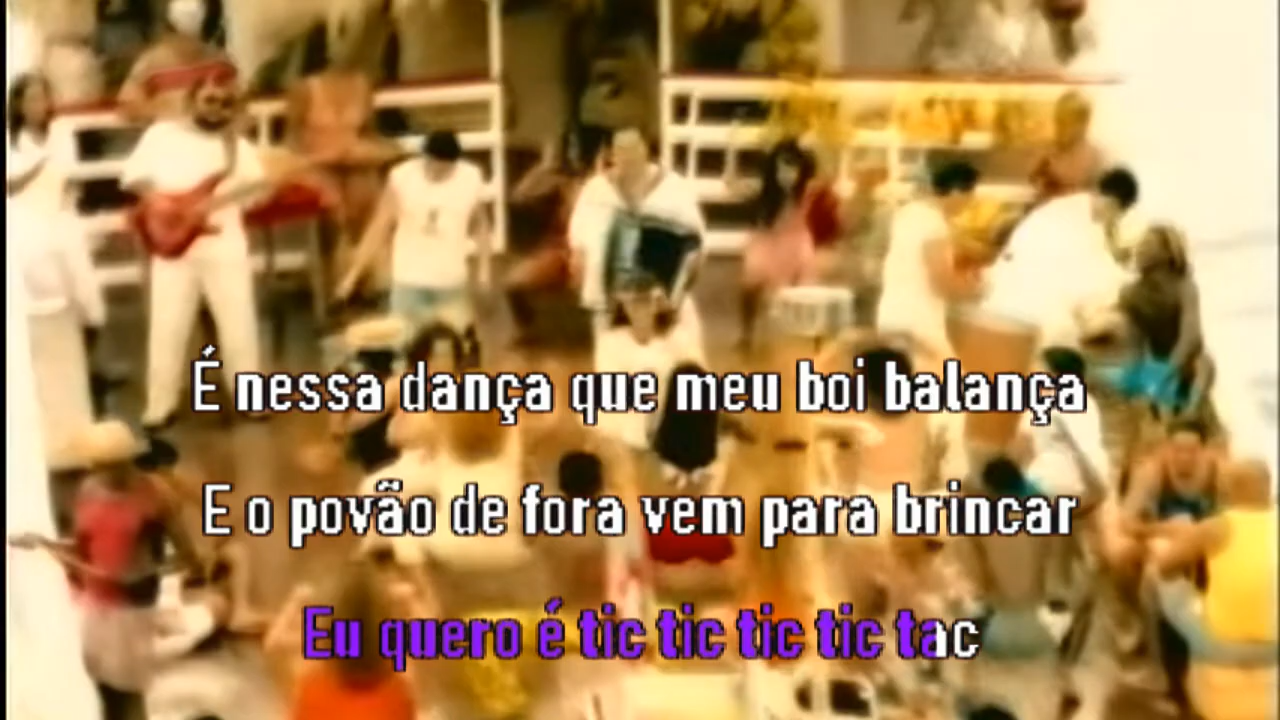 É nessa dança que meu boi balança
E o povão de fora vem para brincar
Eu quero é tic tic tic tic tac